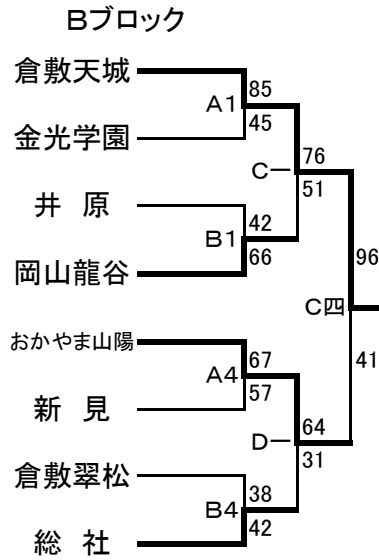 Bブロック
倉敷天城
85
A1
45
金光学園
76
C一
51
井 原
42
B1
66
岡山龍谷
96
C四
41
おかやま山陽
67
A4
57
新 見
64
D一
31
倉敷翠松
38
B4
42
総 社